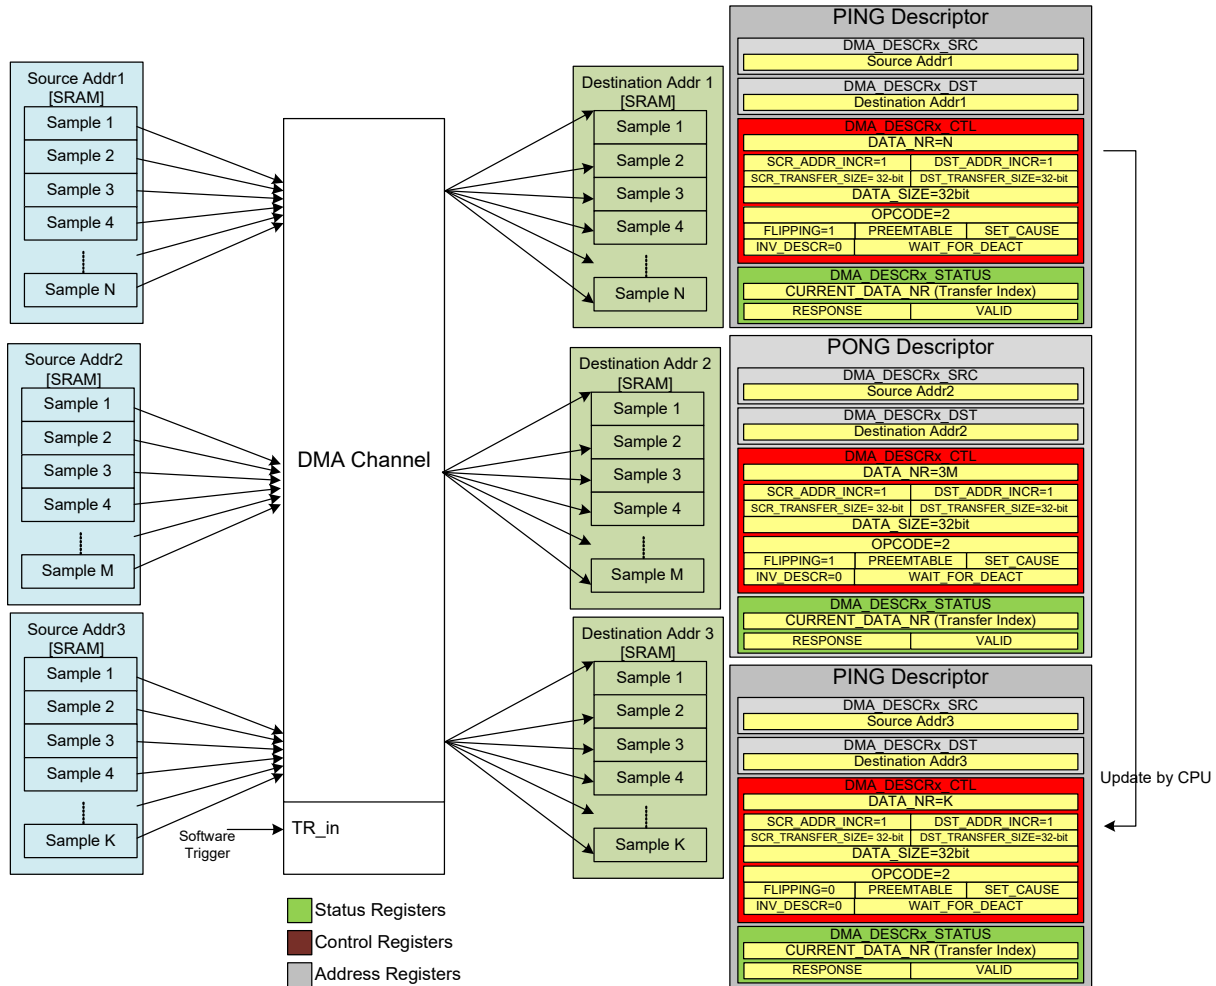 Source Addr1
[SRAM]
Sample 1
Sample 2
Sample 3
Sample 4
Sample N
Source Addr2
[SRAM]
Sample 1
Sample 2
Sample 3
Sample 4
Sample M
Source Addr3
[SRAM]
Sample 1
Sample 2
Sample 3
Sample 4
Sample K
Software
Trigger
DMA Channel
TR_in
Status Registers
Control Registers
Address Registers
Destination Addr 1
[SRAM]
Sample 1
Sample 2
Sample 3
Sample 4
Sample N
Destination Addr 2
[SRAM]
Sample 1
Sample 2
Sample 3
Sample 4
Sample M
Destination Addr 3
[SRAM]
Sample 1
Sample 2
Sample 3
Sample 4
Sample K
PING Descriptor
DMA_DESCRx_SRC
Source Addr1
DMA_DESCRx_DST
Destination Addr1
DMA_DESCRx_CTL
DATA_NR=N
SCR_ADDR_INCR=1 DST_ADDR_INCR=1
SCR_TRANSFER_SIZE= 32-bit DST_TRANSFER_SIZE=32-bit
DATA_SIZE=32bit
OPCODE=2
FLIPPING=1 PREEMTABLE SET_CAUSE
INV_DESCR=0 WAIT_FOR_DEACT
DMA_DESCRx_STATUS
CURRENT_DATA_NR (Transfer Index)
RESPONSE VALID
PONG Descriptor
DMA_DESCRx_SRC
Source Addr2
DMA_DESCRx_DST
Destination Addr2
DMA_DESCRx_CTL
DATA_NR=3M
SCR_ADDR_INCR=1 DST_ADDR_INCR=1
SCR_TRANSFER_SIZE= 32-bit DST_TRANSFER_SIZE=32-bit
DATA_SIZE=32bit
OPCODE=2
FLIPPING=1 PREEMTABLE SET_CAUSE
INV_DESCR=0 WAIT_FOR_DEACT
DMA_DESCRx_STATUS
CURRENT_DATA_NR (Transfer Index)
RESPONSE VALID
PING Descriptor
DMA_DESCRx_SRC
Source Addr3
DMA_DESCRx_DST
Destination Addr3
DMA_DESCRx_CTL
DATA_NR=K
SCR_ADDR_INCR=1 DST_ADDR_INCR=1
SCR_TRANSFER_SIZE= 32-bit DST_TRANSFER_SIZE=32-bit
DATA_SIZE=32bit
OPCODE=2
FLIPPING=0 PREEMTABLE SET_CAUSE
INV_DESCR=0 WAIT_FOR_DEACT
DMA_DESCRx_STATUS
CURRENT_DATA_NR (Transfer Index)
RESPONSE VALID
Update by CPU